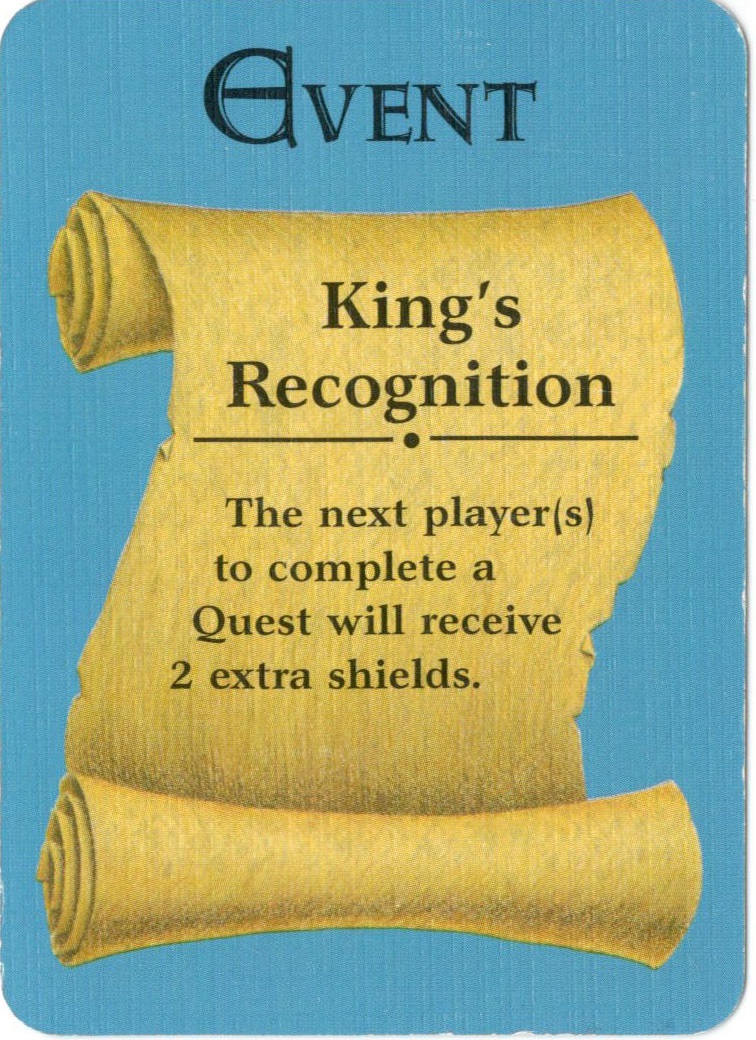 Event
King's
Recognition
The next player(s)
to complete a
Quest will receive
2 extra shields.